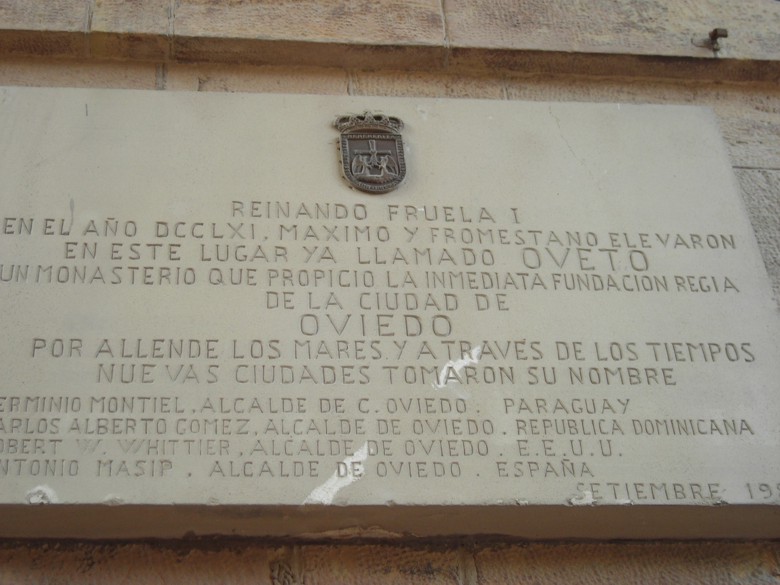 REINANDO FRUELA I
EN EL AÑO DCCLXI. MAXIMO Y FROMESTANO ELEVARON
EN ESTE LUGAR YA LLAMADO OVETO
UN MONASTERIO QUE PROPICIO LA INMEDIATA FUNDACION REGIA
DE LA CIUDAD DE
OVIEDO
POR ALLENDE LOS MARES Y A TRAVÉS DE LOS TIEMPOS
NUEVAS CIUDADES TOMARON SU NOMBRE
ERMINIO MONTIEL. ALCALDE DE C. OVIEDO. PARAGUAY
ARLOS ALBERTO GOMEZ. ALCALDE DE OVIEDO. REPUBLICA DOMINICANA
OBERT W. WHITTIER, ALCALDE DE OVIEDO. E.E.U.U.
NTONIO MASIP. ALCALDE DE OVIEDO. ESPAÑA
SETIEMBRE